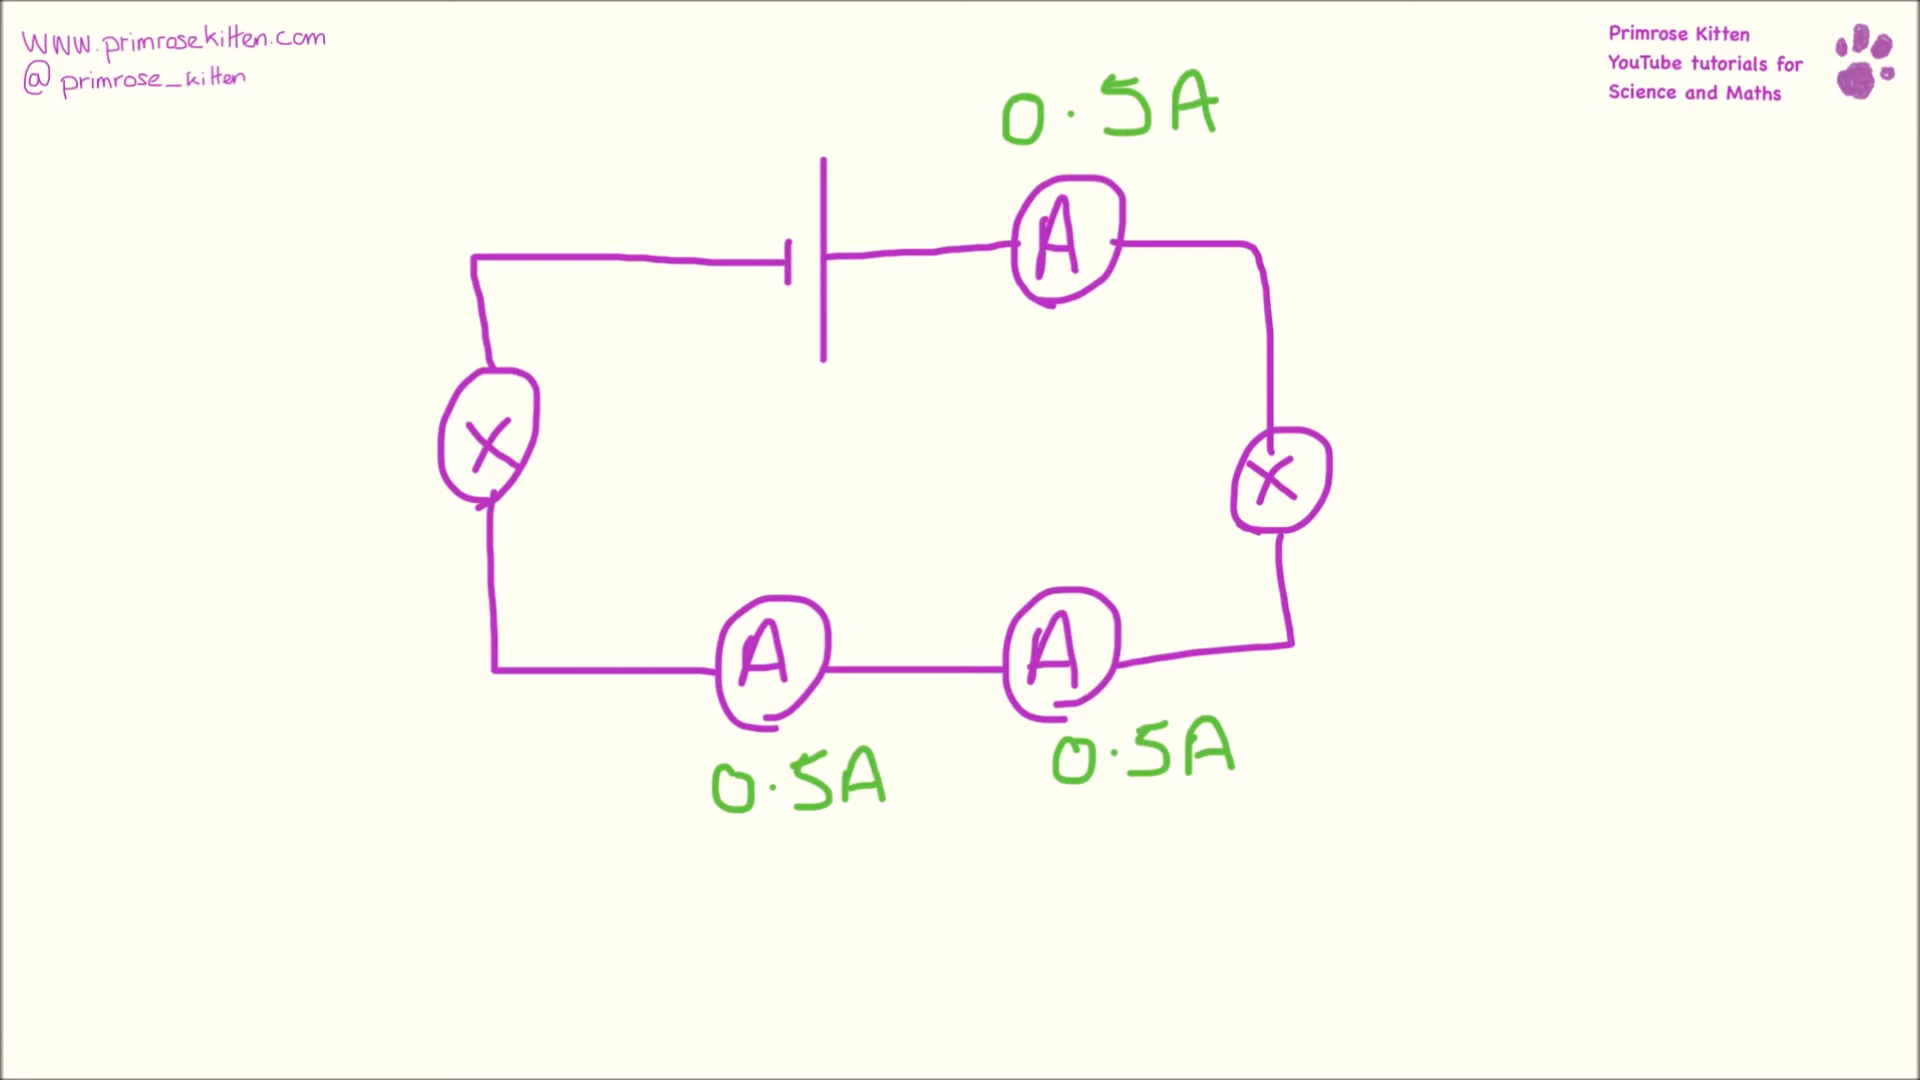 www.primrosekitten.com
@primrose_kitten
Primrose Kitten
YouTube tutorials for
Science and Maths
0.5A
A
X
X
A
A
0.5A
0.5A